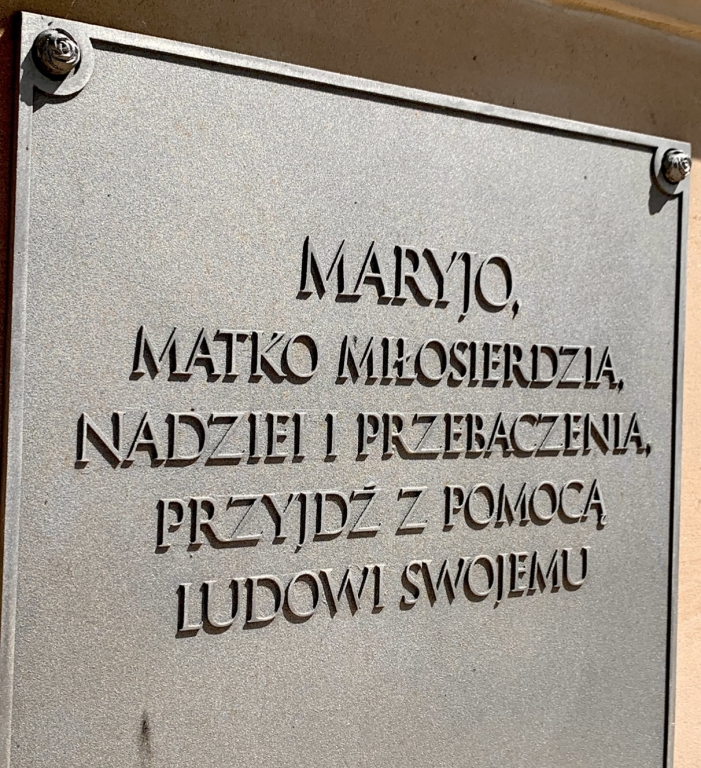 MARYJO,
MATKO MIŁOSIERDZIA,
NADZIEI I PRZEBACZENIA,
PRZYJDŹ Z POMOCĄ
LUDOWI SWOJEMU